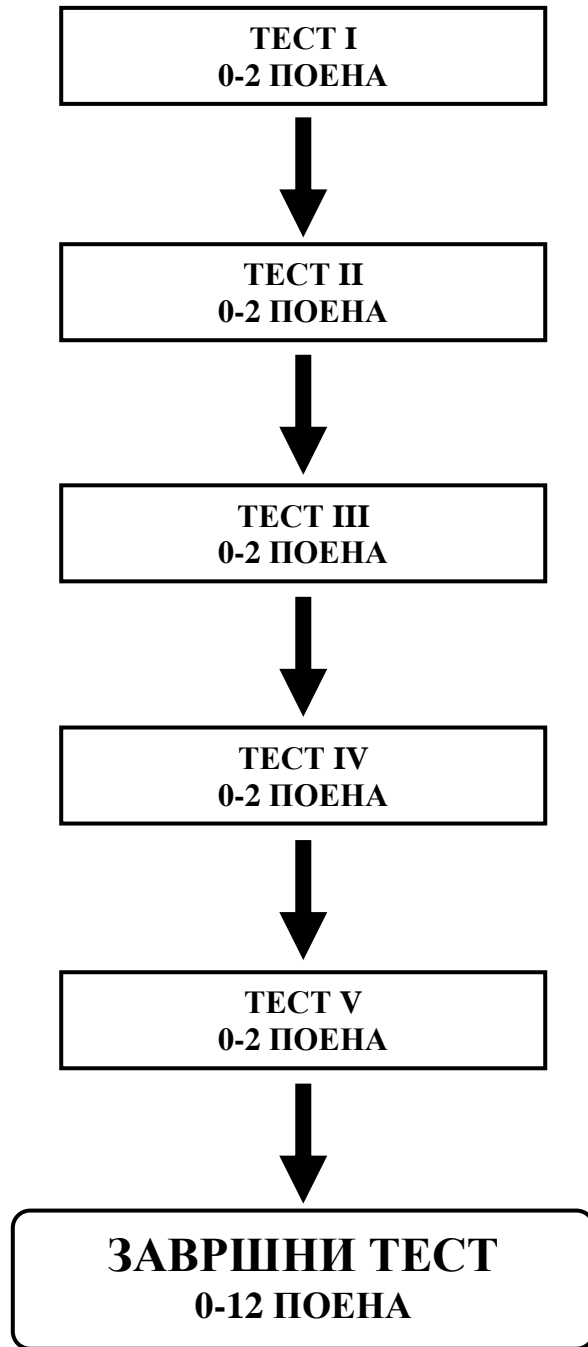 ТЕСТ I
0-2 ПОЕНА
ТЕСТ II
0-2 ПОЕНА
ТЕСТ III
0-2 ПОЕНА
ТЕСТ IV
0-2 ПОЕНА
ТЕСТ V
0-2 ПОЕНА
ЗАВРШНИ ТЕСТ
0-12 ПОЕНА